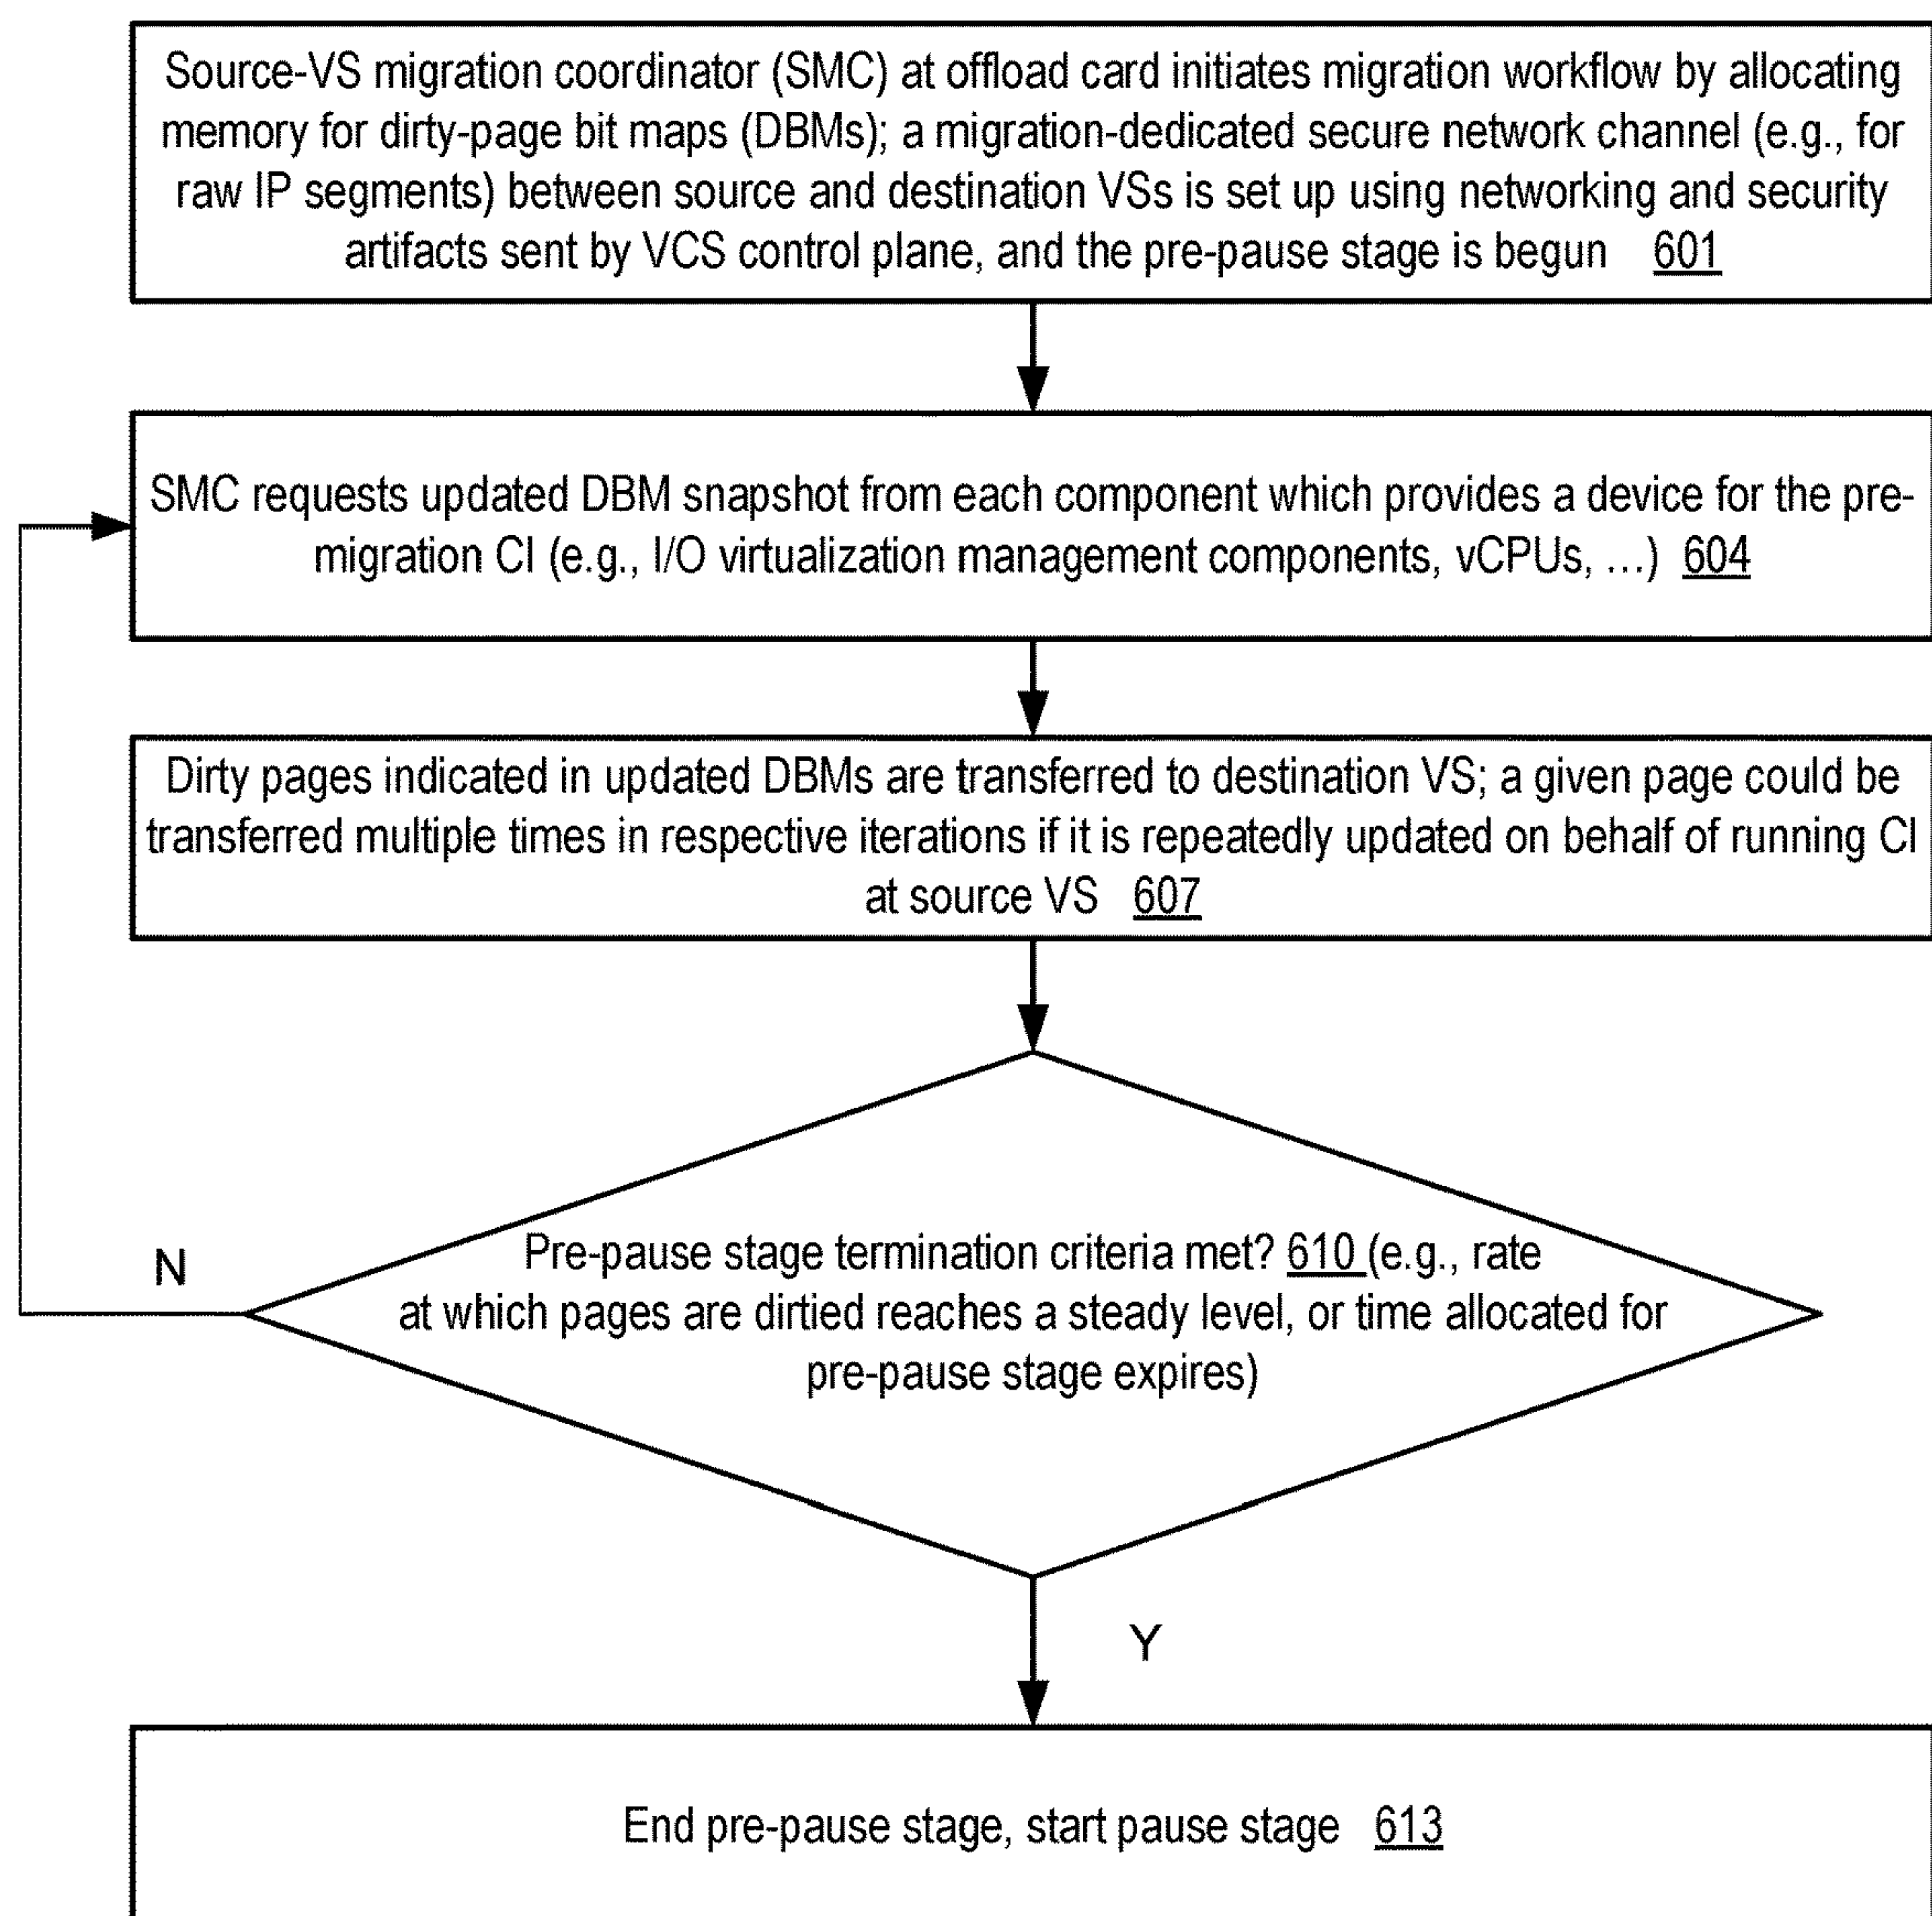 Source-VS migration coordinator (SMC) at offload card initiates migration workflow by allocating
memory for dirty-page bit maps (DBMs); a migration-dedicated secure network channel (e.g., for
raw IP segments) between source and destination VSs is set up using networking and security
artifacts sent by VCS control plane, and the pre-pause stage is begun 601
SMC requests updated DBM snapshot from each component which provides a device for the pre-
migration CI (e.g., I/O virtualization management components, vCPUs, …) 604
Dirty pages indicated in updated DBMs are transferred to destination VS; a given page could be
transferred multiple times in respective iterations if it is repeatedly updated on behalf of running CI
at source VS 607
N
Pre-pause stage termination criteria met? 610 (e.g., rate
at which pages are dirtied reaches a steady level, or time allocated for
pre-pause stage expires)
Y
End pre-pause stage, start pause stage 613